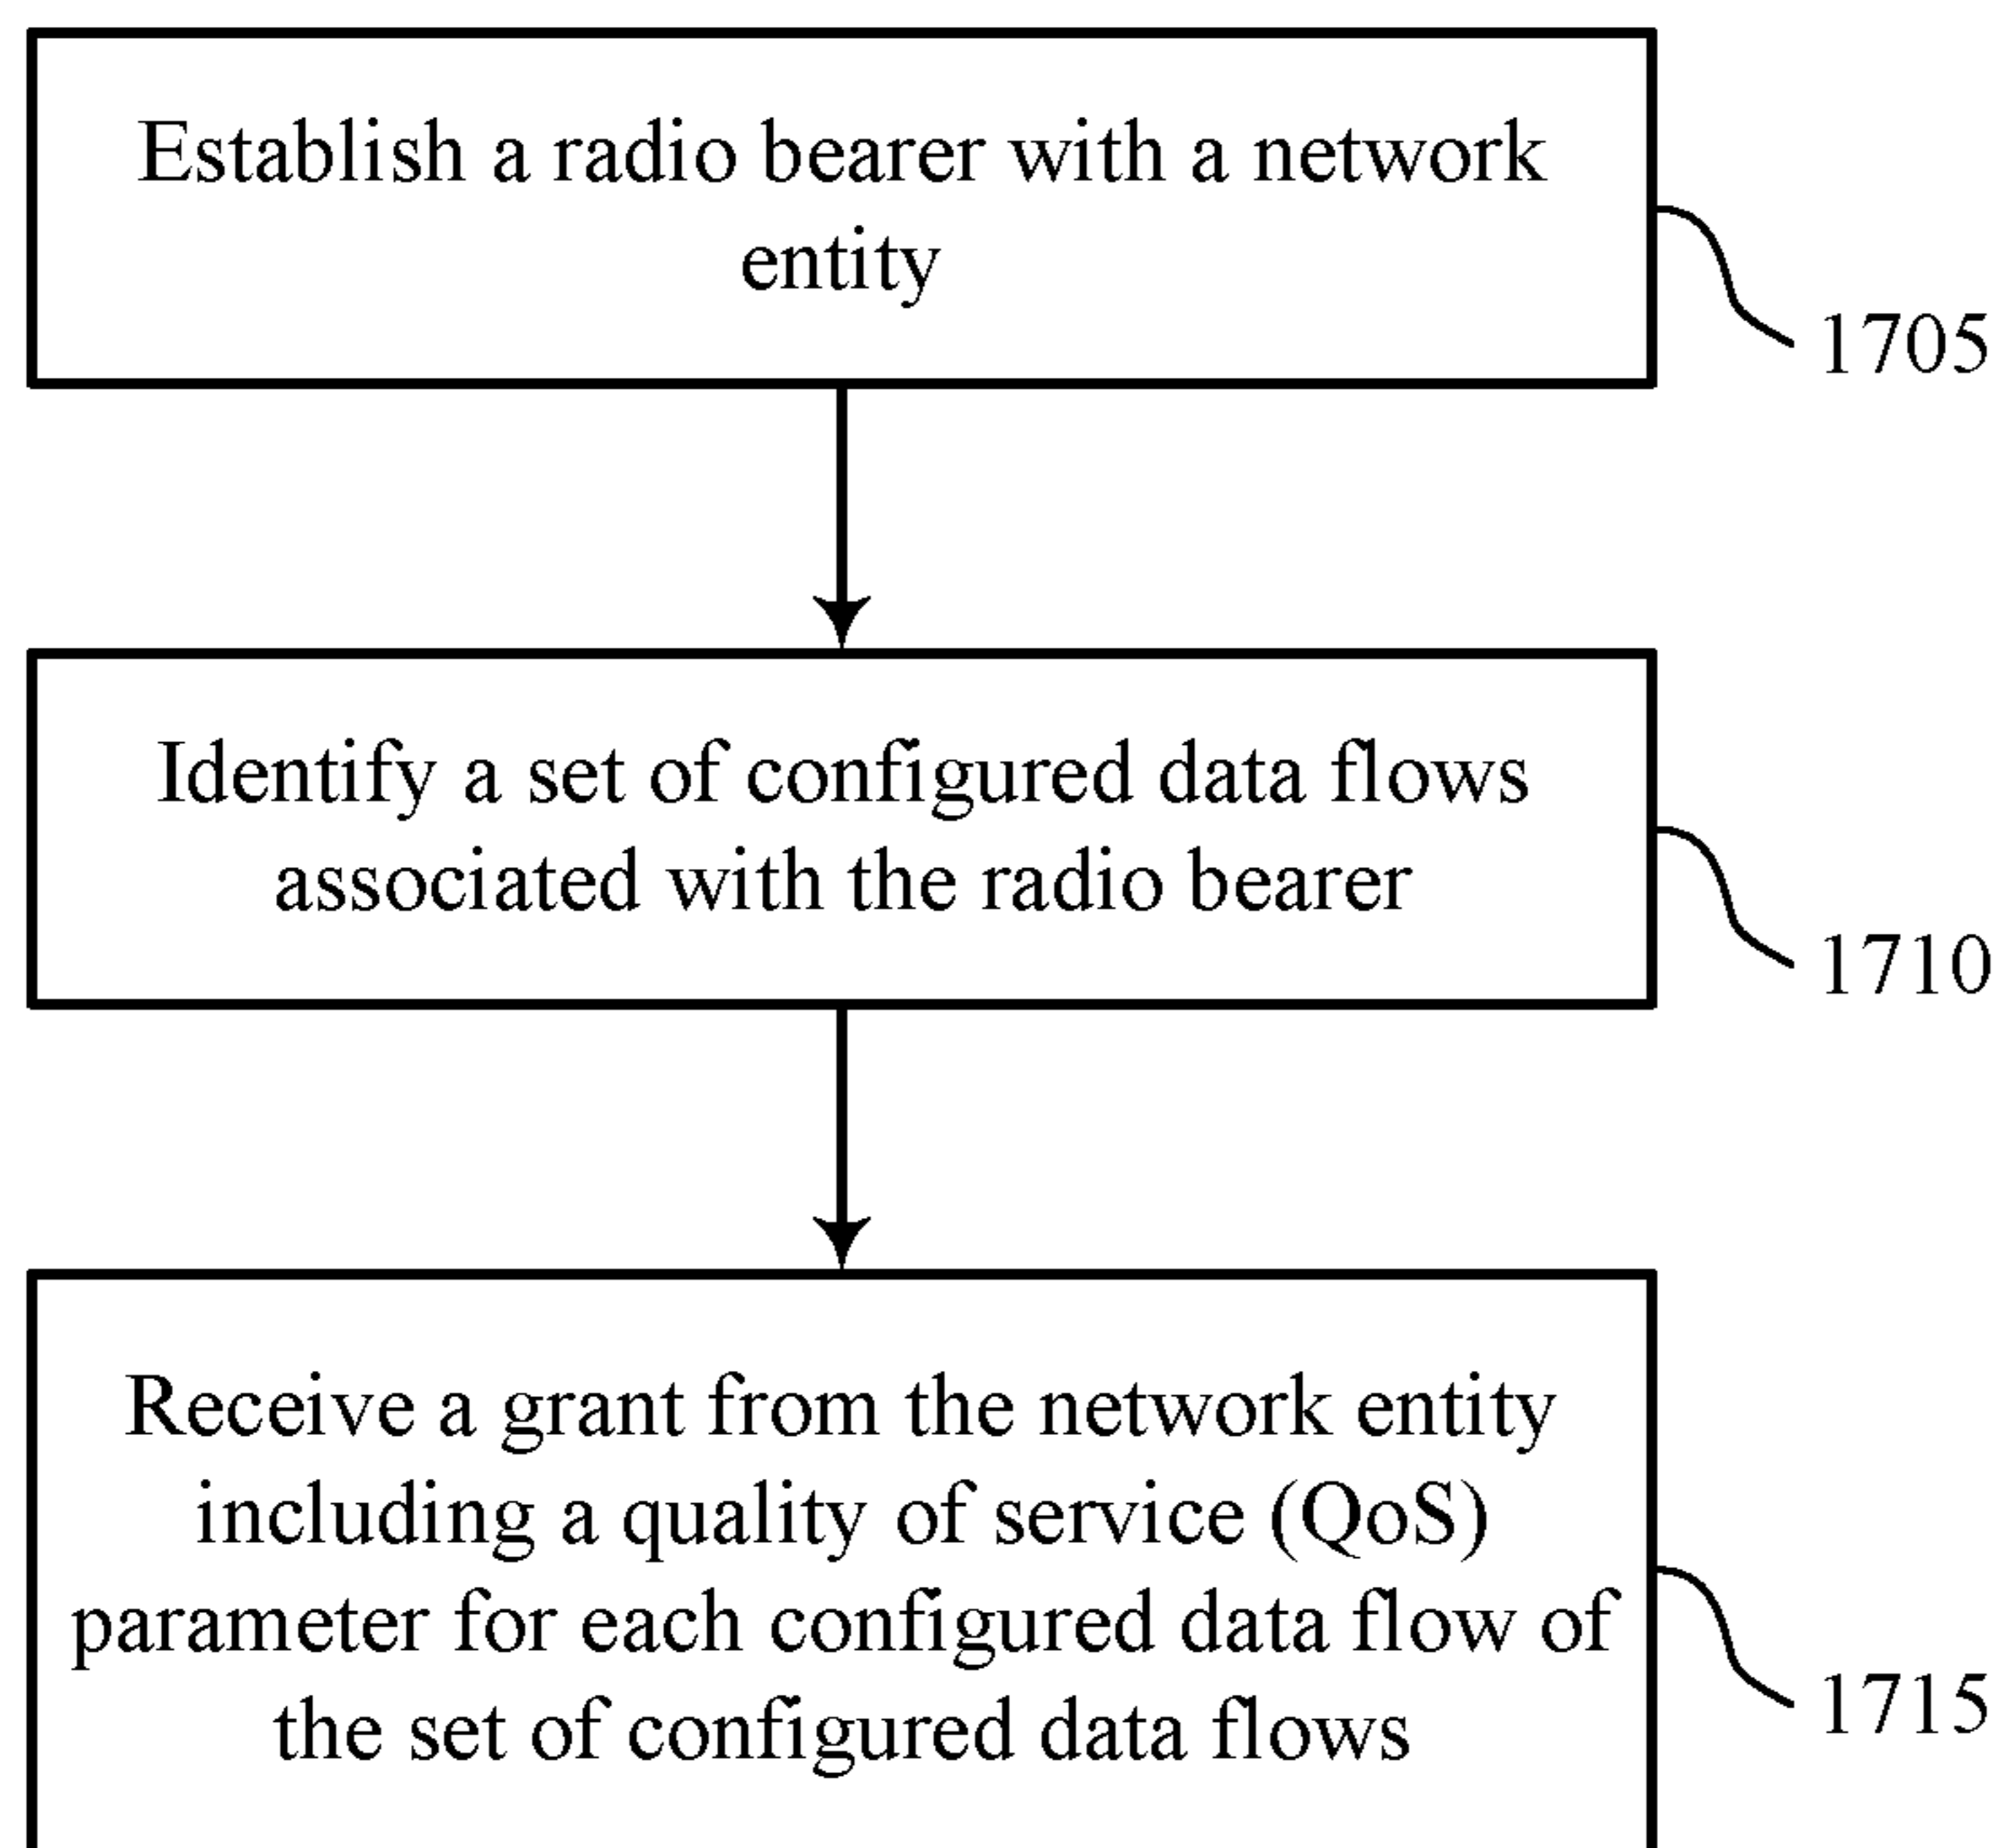 Establish a radio bearer with a network
entity
1705
Identify a set of configured data flows
associated with the radio bearer
1710
Receive a grant from the network entity
including a quality of service (QoS)
parameter for each configured data flow of
the set of configured data flows
1715